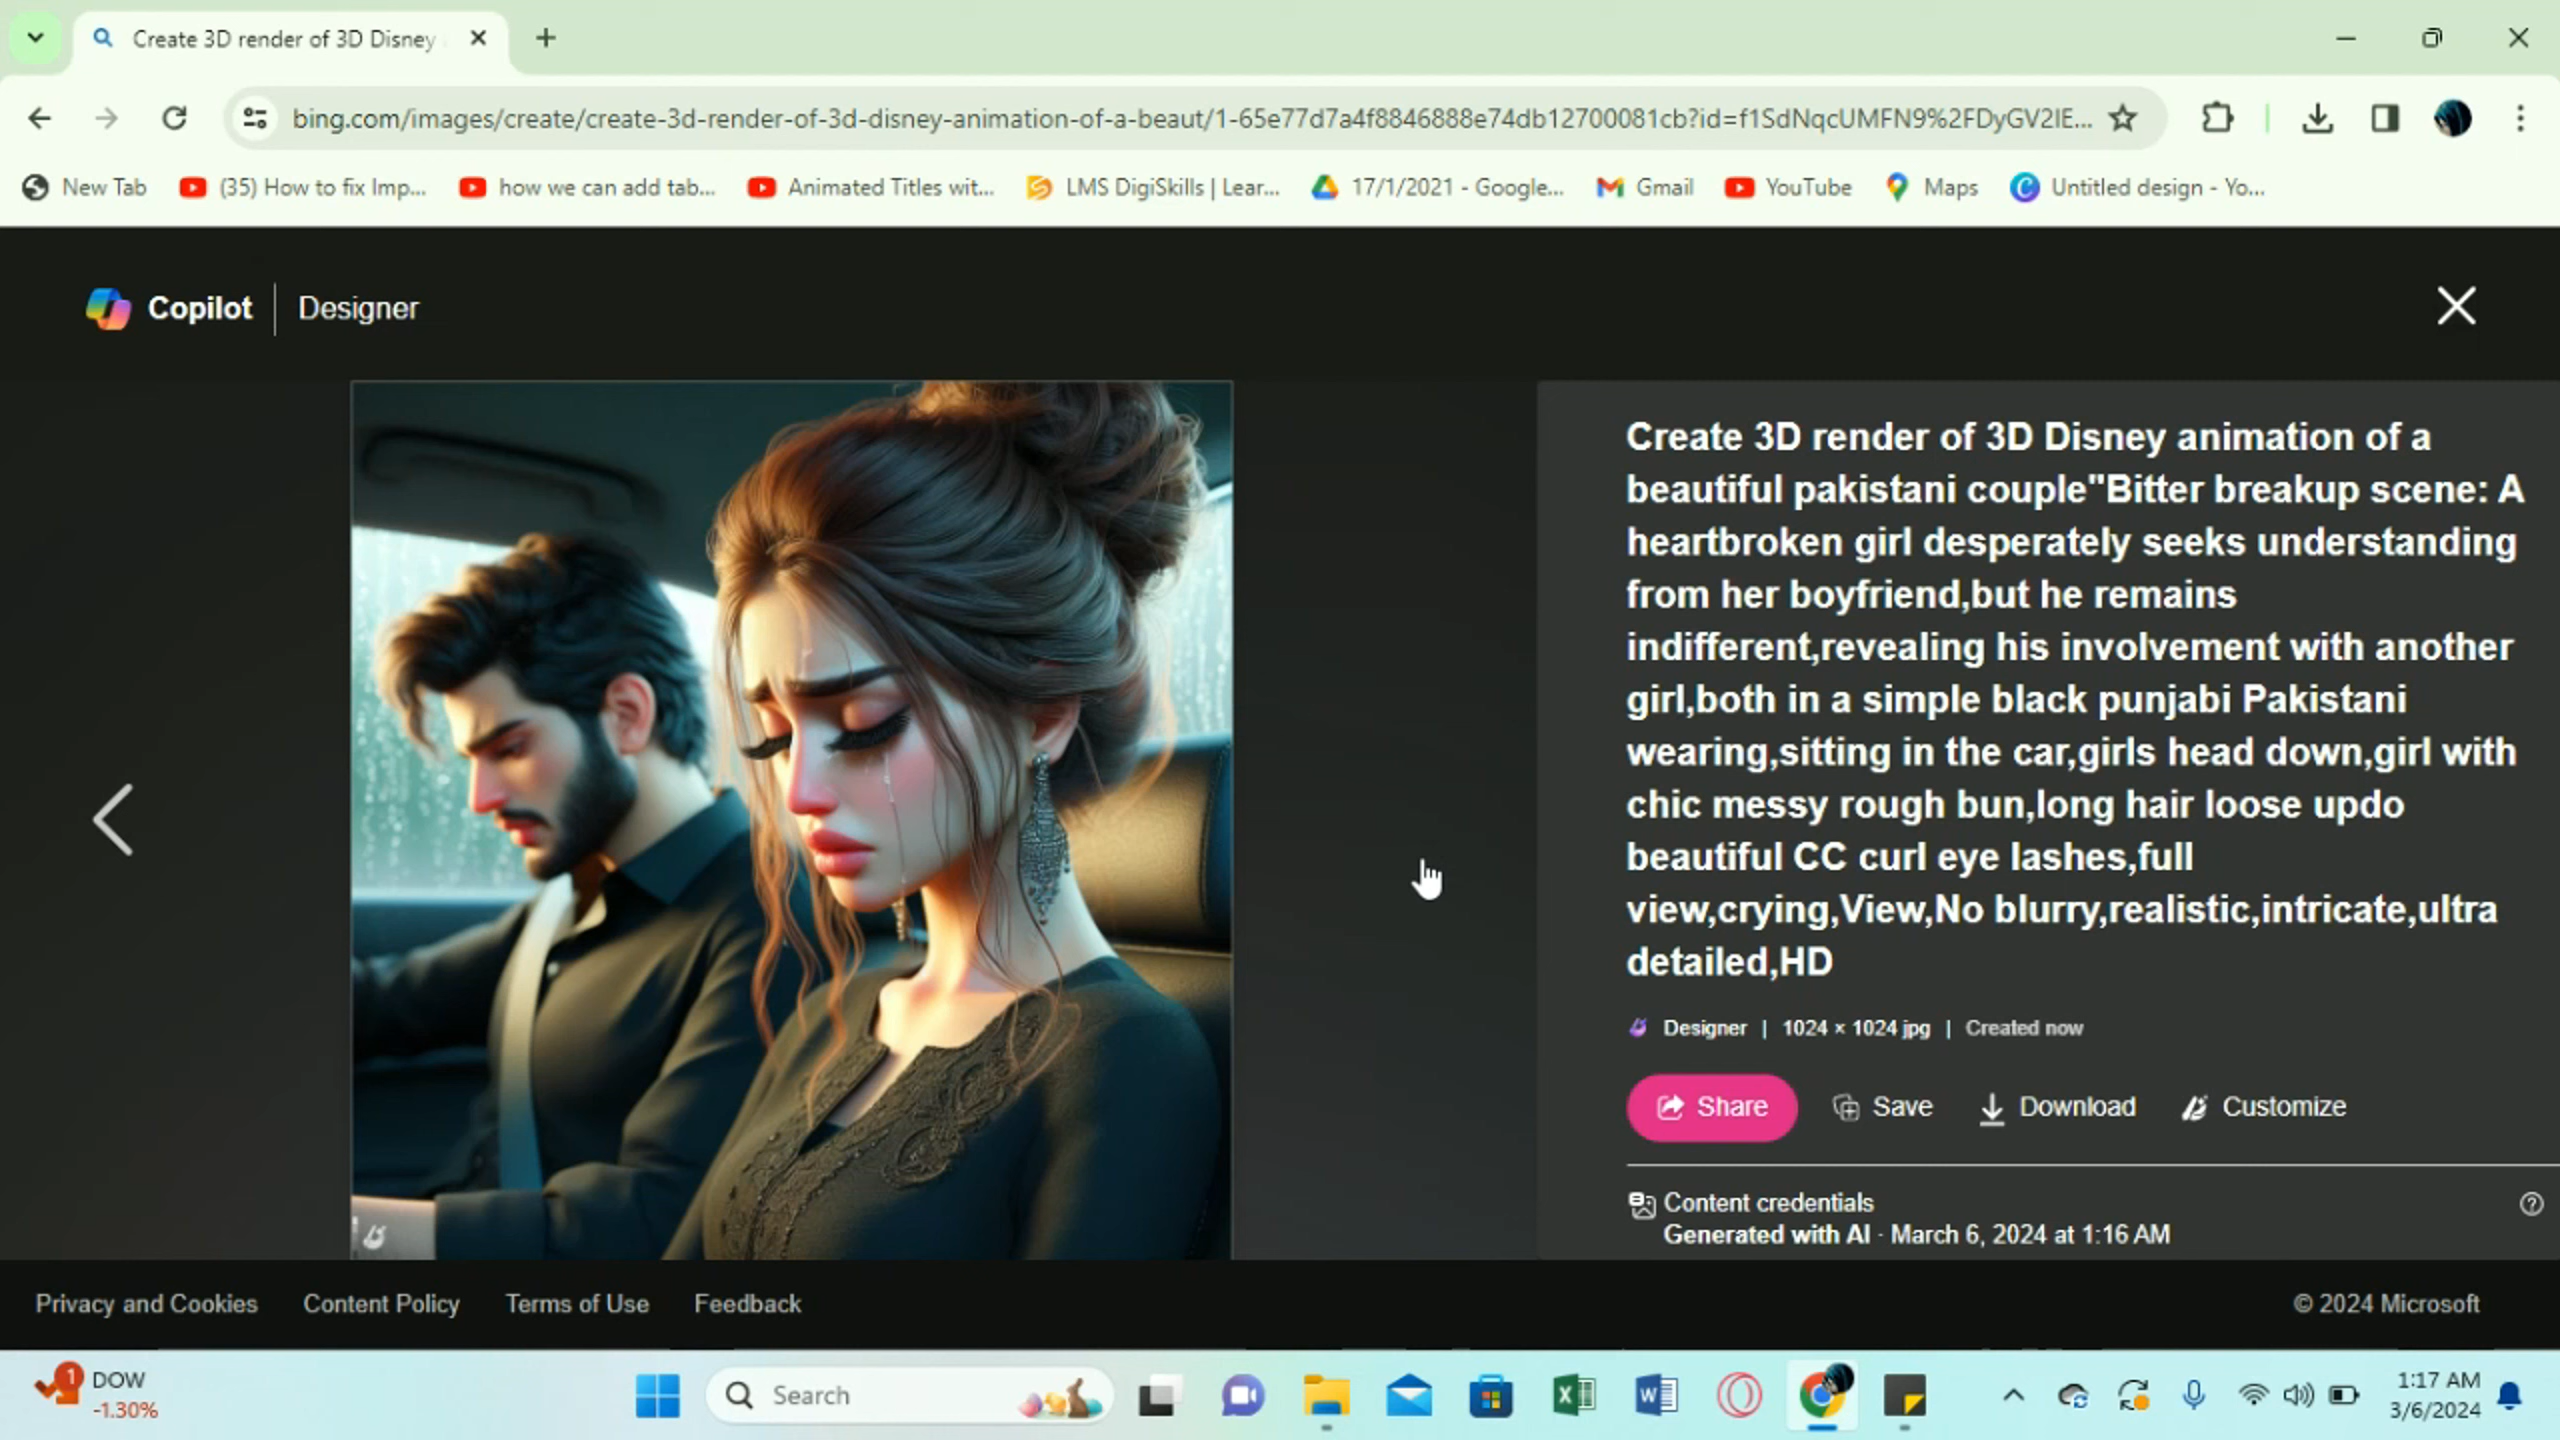 Create 3D render of 3D Disney
bing.com/images/create/create-3d-render-of-3d-disney-animation-of-a-beaut/1-65e77d7a4f8846888e74db12700081cb?id=f1SdNqcUMFN9%2FDyGV2IE...
New Tab
(35) How to fix Imp...
how we can add tab...
Animated Titles wit...
LMS DigiSkills | Lear...
17/1/2021 - Google...
Gmail
YouTube
Maps
Untitled design - Yo...
Copilot
Designer
Create 3D render of 3D Disney animation of a
beautiful pakistani couple"Bitter breakup scene: A
heartbroken girl desperately seeks understanding
from her boyfriend,but he remains
indifferent,revealing his involvement with another
girl,both in a simple black punjabi Pakistani
wearing,sitting in the car,girls head down,girl with
chic messy rough bun,long hair loose updo
beautiful CC curl eye lashes,full
view,crying,View,No blurry,realistic,intricate,ultra
detailed,HD
Designer | 1024 × 1024 jpg | Created now
Share
Save
Download
Customize
Content credentials
Generated with AI · March 6, 2024 at 1:16 AM
Privacy and Cookies
Content Policy
Terms of Use
Feedback
© 2024 Microsoft
1
DOW
-1.30%
Search
1:17 AM
3/6/2024